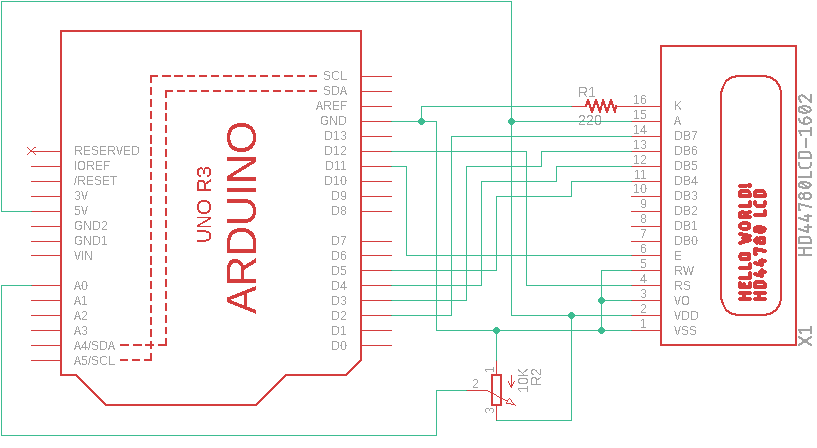 SCL
SDA
AREF
GND
D13
D12
D11
D10
D9
D8
D7
D6
D5
D4
D3
D2
D1
D0
RESERVED
IOREF
/RESET
3V
5V
GND2
GND1
VIN
A0
A1
A2
A3
A4/SDA
A5/SCL
UNO R3
ARDUINO
R1
220
16 K
15 A
14 DB7
13 DB6
12 DB5
11 DB4
10 DB3
9 DB2
8 DB1
7 DB0
6 E
5 RW
4 RS
3 VO
2 VDD
1 VSS
HELLO WORLD!
HD44780 LCD
HD44780LCD-1602
X1
1
2
3
10K
R2